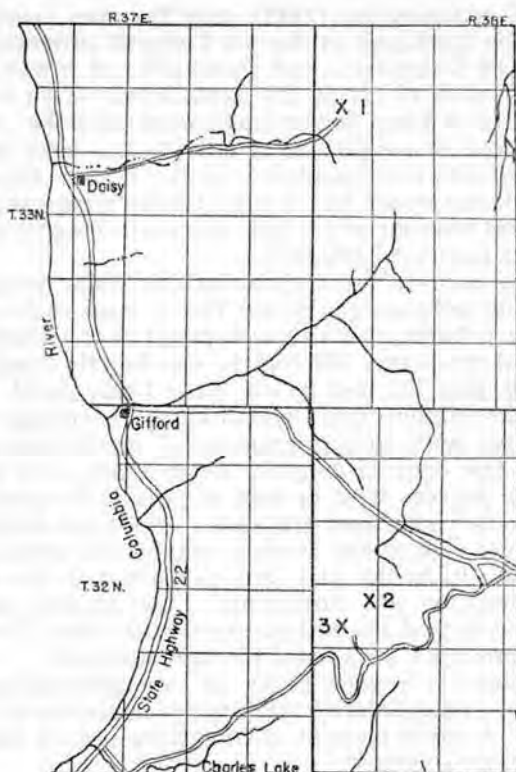 R.37E.
R.38E.
X 1
Daisy
T.33N.
River
Gifford
Columbia
T.32 N.
22
X 2
3 X
State Highway
Charles Lake